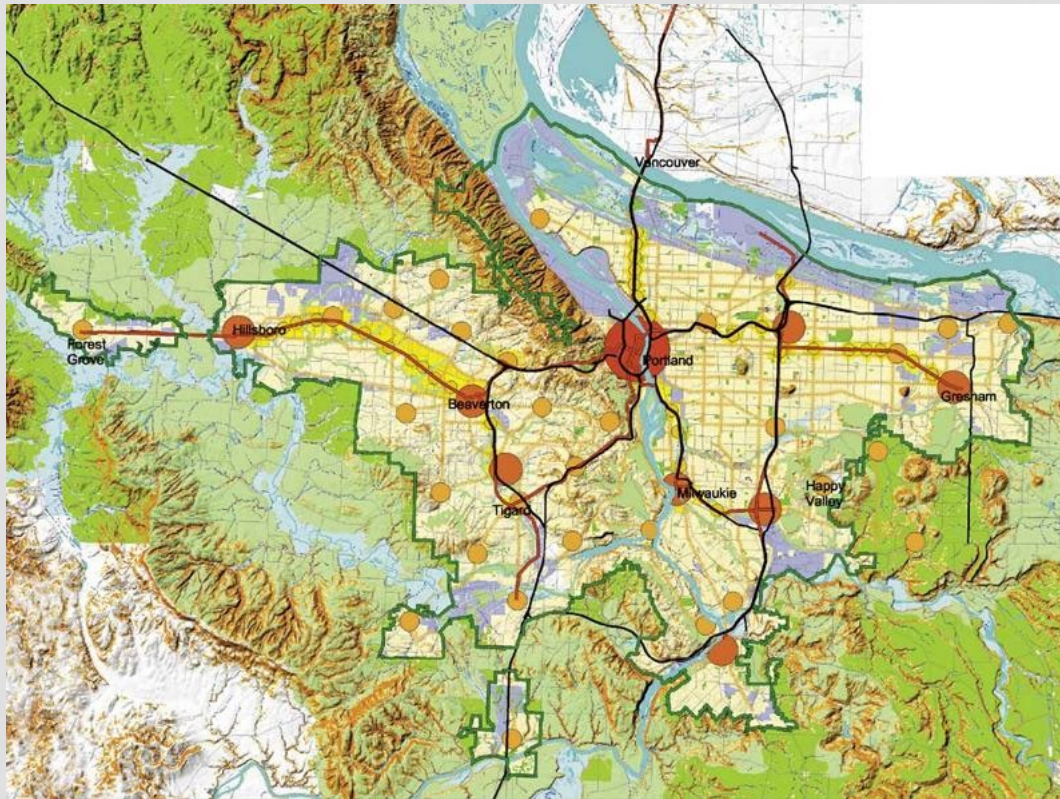 Vancouver
Hillsboro
Forest
Grove
Portland
Beaverton
Gresham
Milwaukie
Happy
Valley
Tigard